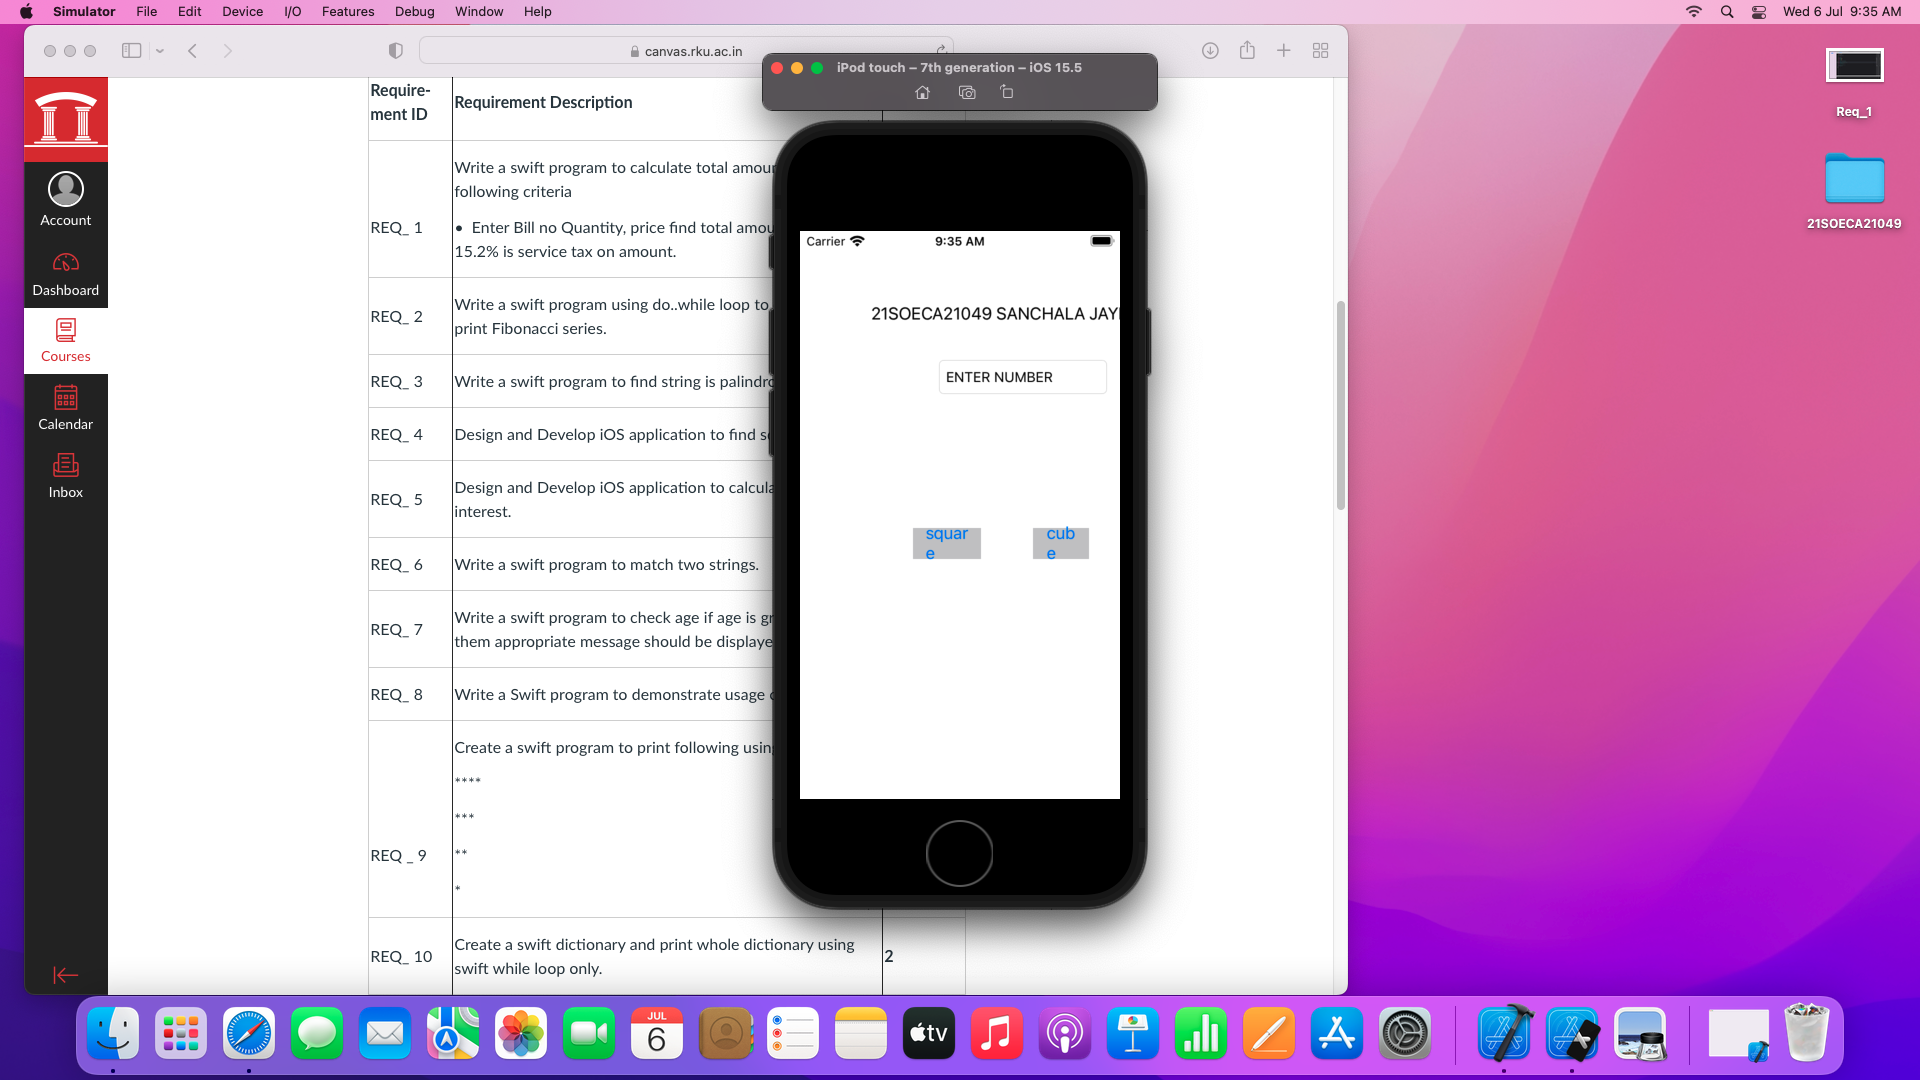 Simulator File Edit Device I/O Features Debug Window Help
Wed 6 Jul 9:35 AM
canvas.rku.ac.in
iPod touch – 7th generation – iOS 15.5
Req_1
21SOECA21049
Account
Dashboard
Courses
Calendar
Inbox
Require-
ment ID
Requirement Description
REQ_ 1
Write a swift program to calculate total amou
following criteria
• Enter Bill no Quantity, price find total amou
15.2% is service tax on amount.
REQ_ 2
Write a swift program using do..while loop to
print Fibonacci series.
REQ_ 3
Write a swift program to find string is palindro
REQ_ 4
Design and Develop iOS application to find s
REQ_ 5
Design and Develop iOS application to calcula
interest.
REQ_ 6
Write a swift program to match two strings.
REQ_ 7
Write a swift program to check age if age is gr
them appropriate message should be displaye
REQ_ 8
Write a Swift program to demonstrate usage
REQ _ 9
Create a swift program to print following usin
****
***
**
*
REQ_ 10
Create a swift dictionary and print whole dictionary using
swift while loop only.
2
Carrier
9:35 AM
21SOECA21049 SANCHALA JAY
ENTER NUMBER
squar
e
cub
e
JUL
6
tv